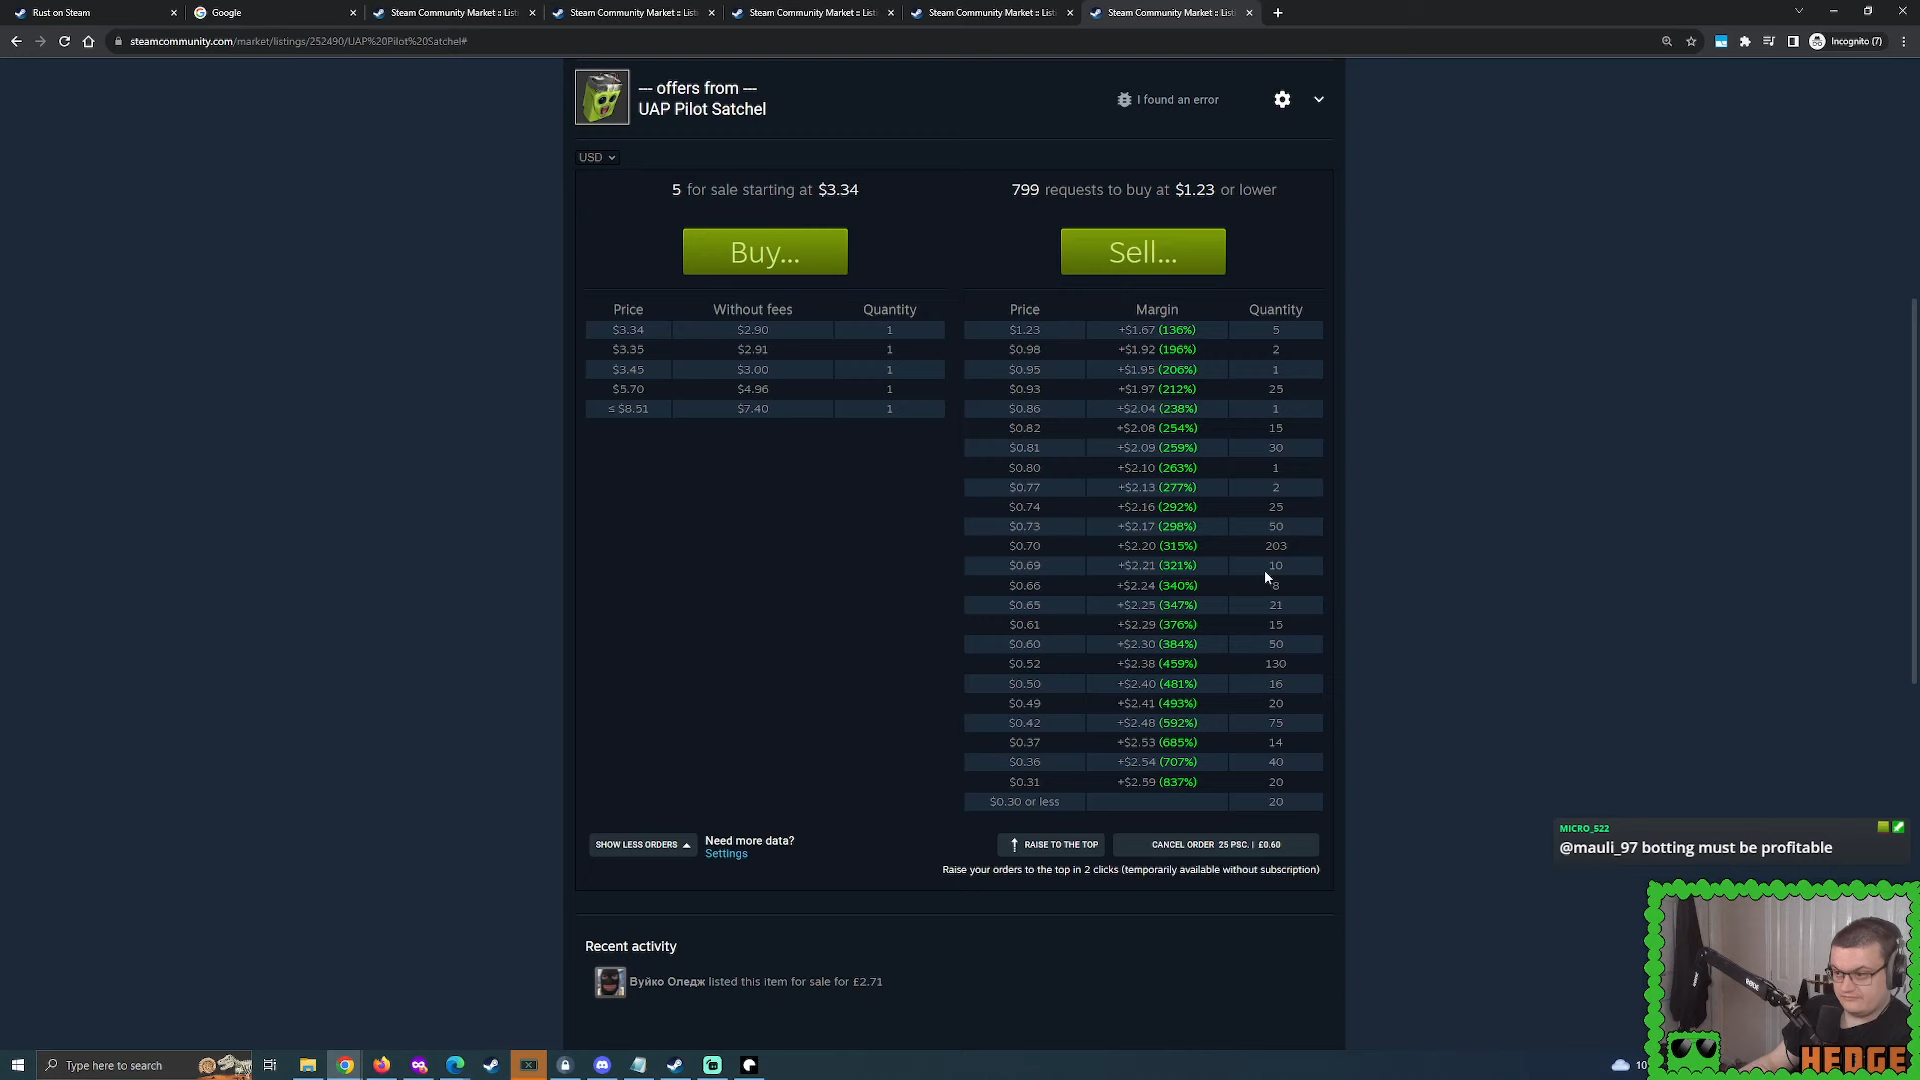 Rust on Steam
Google
Steam Community Market :: Listi
Steam Community Market :: Listi
Steam Community Market :: Listi
Steam Community Market :: Listi
Steam Community Market :: Listi
steamcommunity.com/market/listings/252490/UAP%20Pilot%20Satchel#
Incognito (7)
--- offers from ---
UAP Pilot Satchel
I found an error
USD
5 for sale starting at $3.34
799 requests to buy at $1.23 or lower
Buy...
Sell...
Price Without fees Quantity
$3.34 $2.90 1
$3.35 $2.91 1
$3.45 $3.00 1
$5.70 $4.96 1
≤ $8.51 $7.40 1
Price Margin Quantity
$1.23 +$1.67 (136%) 5
$0.98 +$1.92 (196%) 2
$0.95 +$1.95 (206%) 1
$0.93 +$1.97 (212%) 25
$0.86 +$2.04 (238%) 1
$0.82 +$2.08 (254%) 15
$0.81 +$2.09 (259%) 30
$0.80 +$2.10 (263%) 1
$0.77 +$2.13 (277%) 2
$0.74 +$2.16 (292%) 25
$0.73 +$2.17 (298%) 50
$0.70 +$2.20 (315%) 203
$0.69 +$2.21 (321%) 10
$0.66 +$2.24 (340%) 8
$0.65 +$2.25 (347%) 21
$0.61 +$2.29 (376%) 15
$0.60 +$2.30 (384%) 50
$0.52 +$2.38 (459%) 130
$0.50 +$2.40 (481%) 16
$0.49 +$2.41 (493%) 20
$0.42 +$2.48 (592%) 75
$0.37 +$2.53 (685%) 14
$0.36 +$2.54 (707%) 40
$0.31 +$2.59 (837%) 20
$0.30 or less 20
SHOW LESS ORDERS
Need more data?
Settings
RAISE TO THE TOP
CANCEL ORDER 25 PSC. | £0.60
Raise your orders to the top in 2 clicks (temporarily available without subscription)
Recent activity
Вуйко Оледж listed this item for sale for £2.71
MICRO_522
@mauli_97 botting must be profitable
RØDE
HEDGE
Type here to search
10